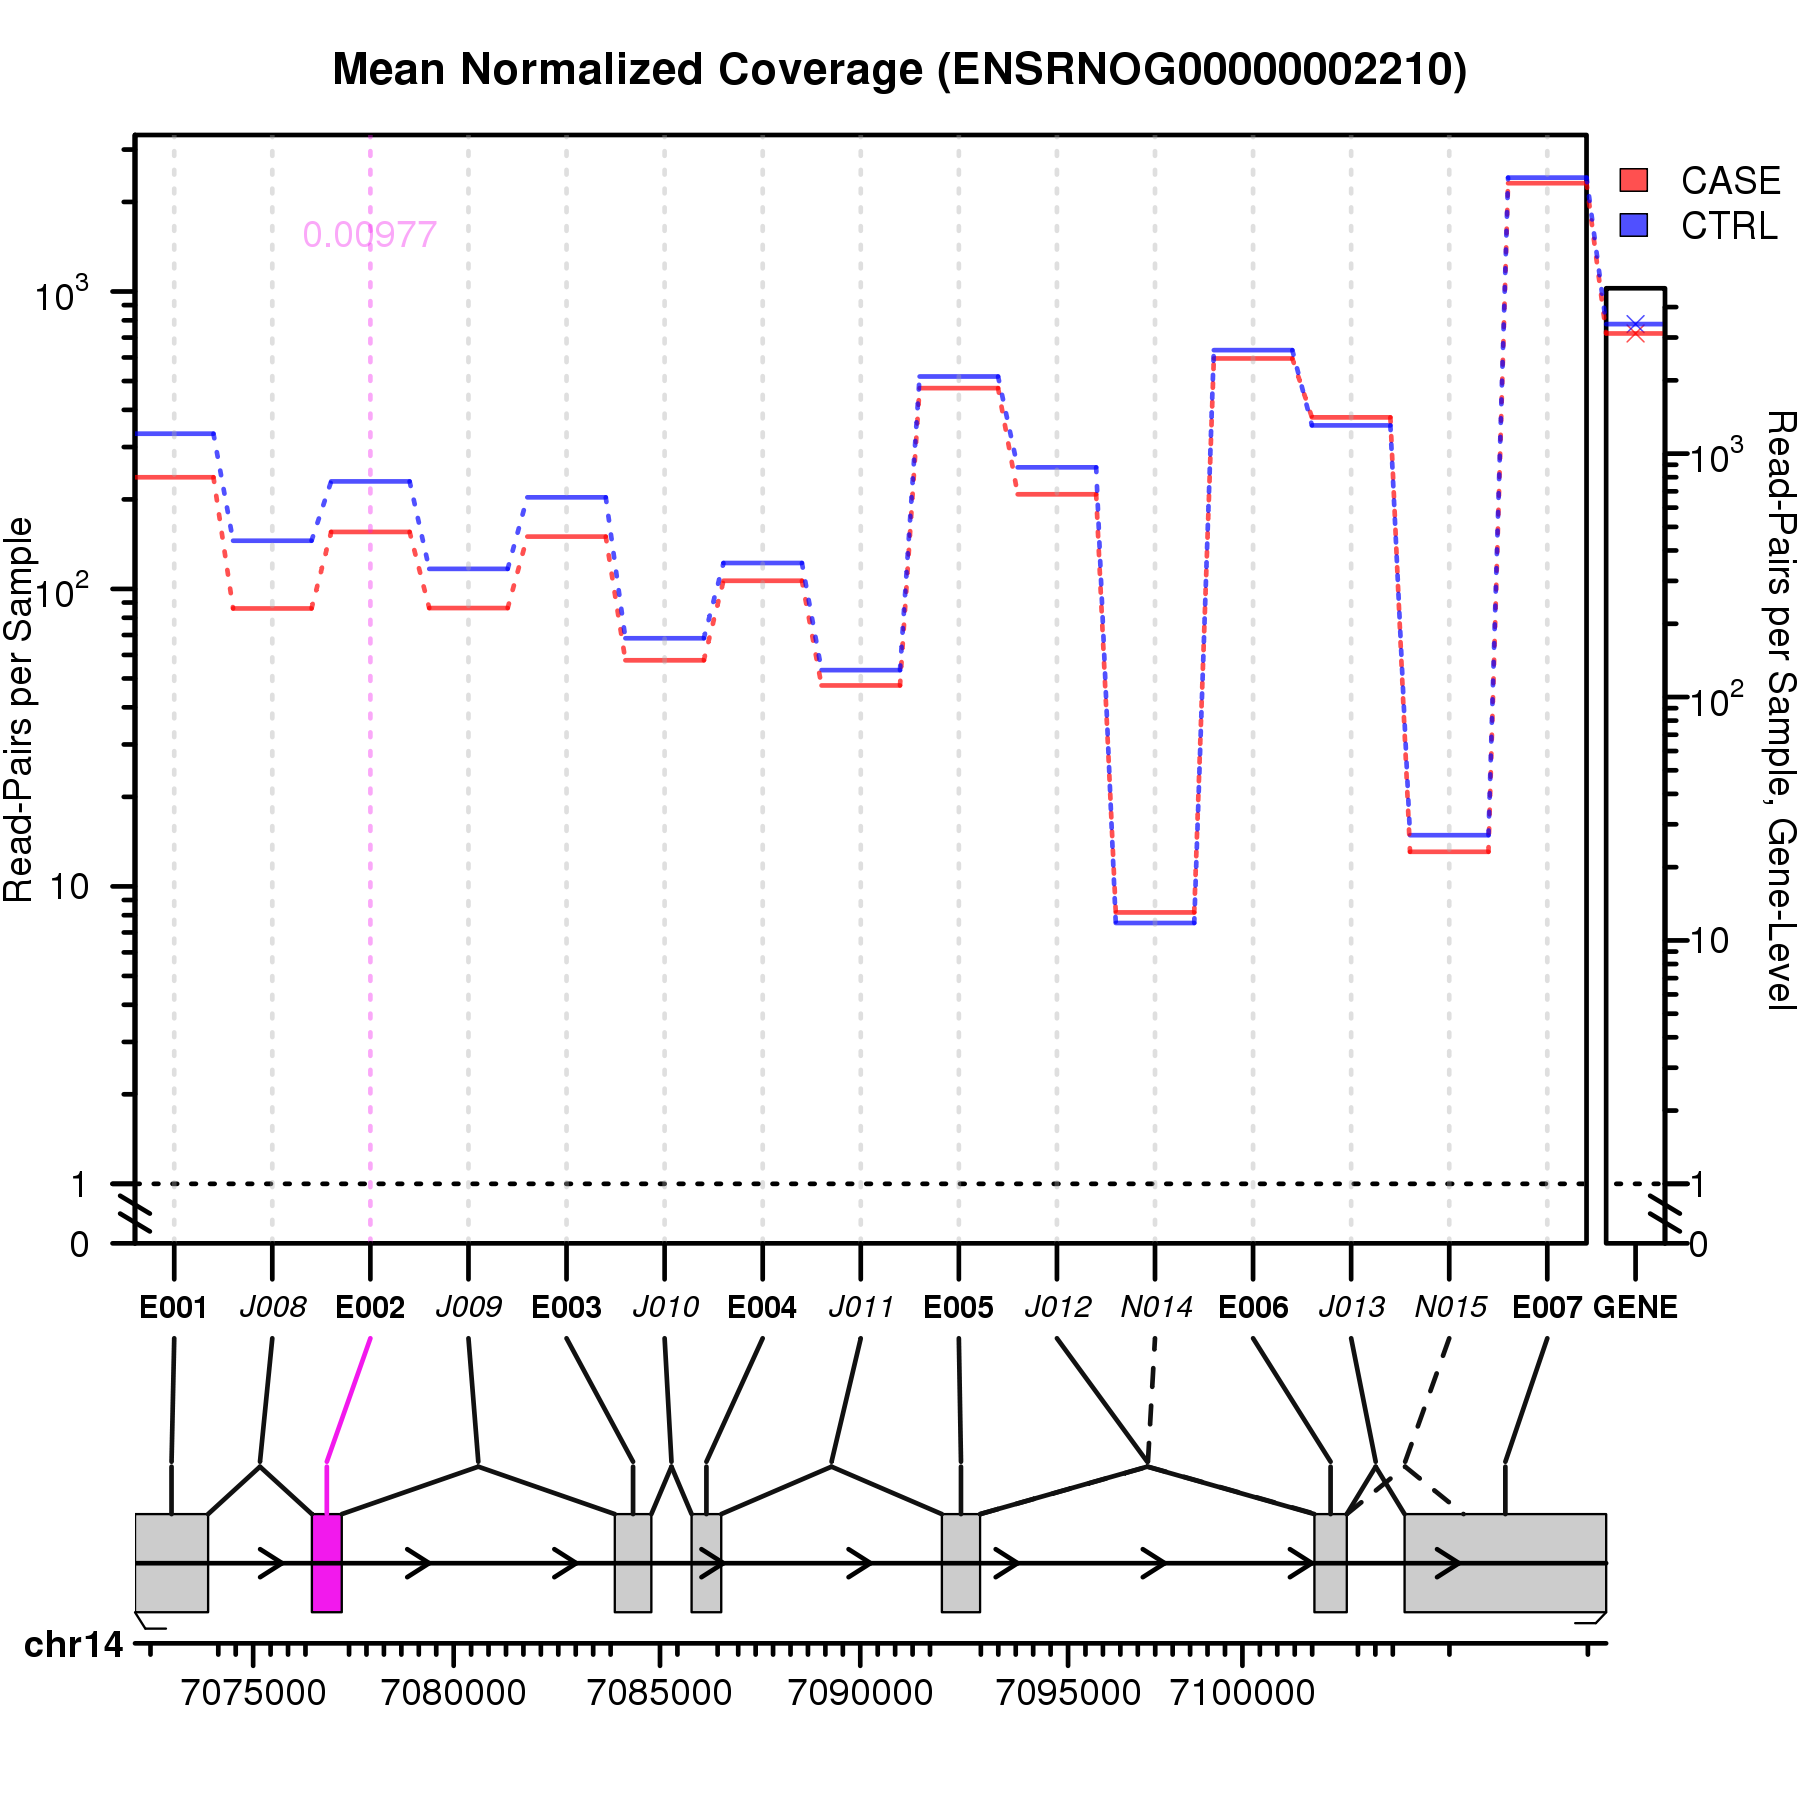 Mean Normalized Coverage (ENSRNOG00000002210)
CASE
CTRL
0.00977
Read-Pairs per Sample
10³
10²
10
1
0
Read-Pairs per Sample, Gene-Level
10³
10²
10
1
0
E001 J008 E002 J009 E003 J010 E004 J011 E005 J012 N014 E006 J013 N015 E007 GENE
chr14
7075000 7080000 7085000 7090000 7095000 7100000